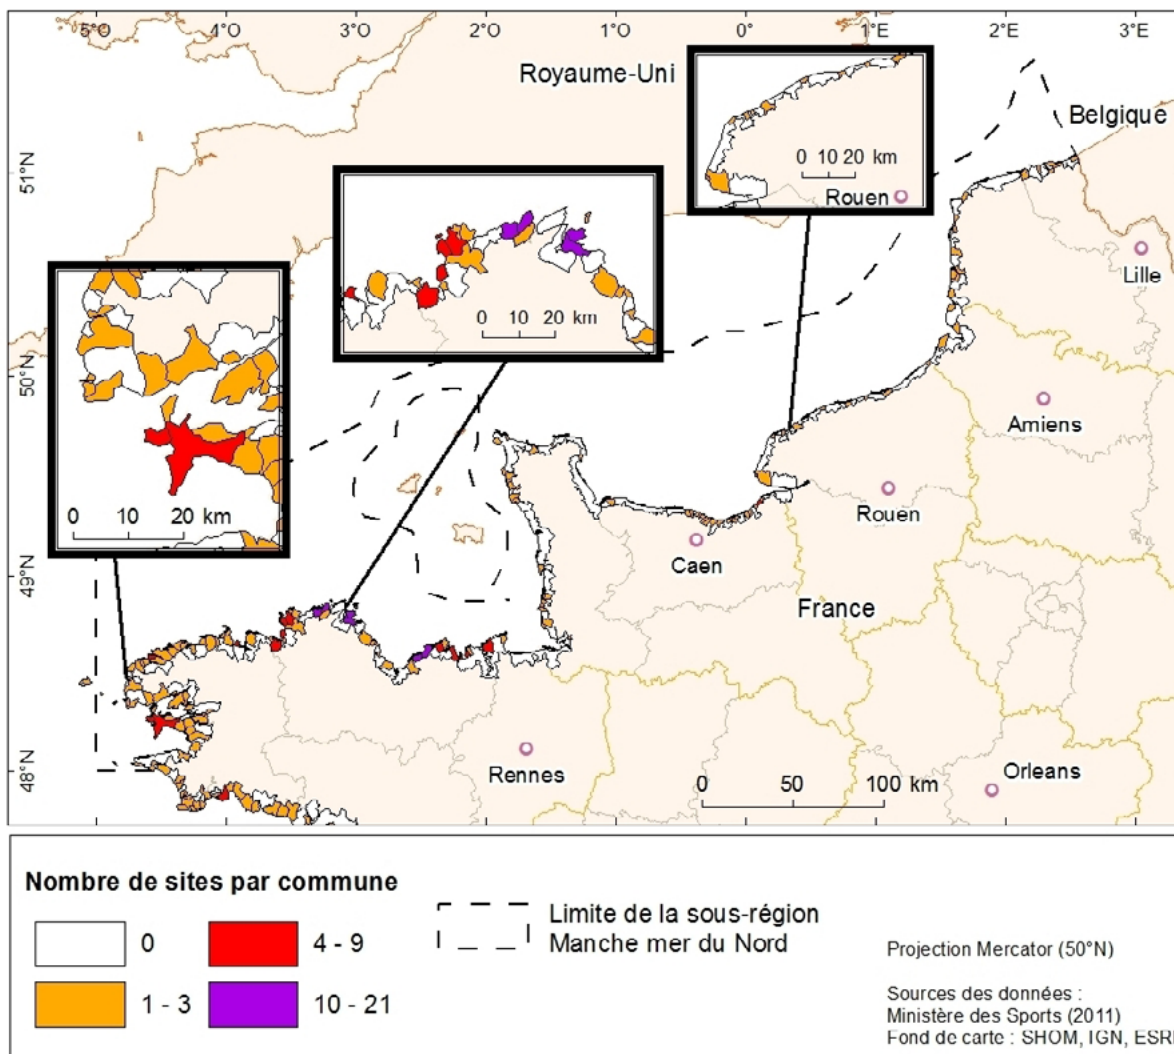 5°O 4°O 3°O 2°O 1°O 0° 1°E 2°E 3°E
Royaume-Uni
Belgique
51°N
0 10 20 km
Rouen
Lille
0 10 20 km
50°N
Amiens
0 10 20 km
Rouen
Caen
49°N
France
48°N
Rennes
0 50 100 km
Orleans
Nombre de sites par commune
0
4 - 9
1 - 3
10 - 21
Limite de la sous-région
Manche mer du Nord
Projection Mercator (50°N)
Sources des données :
Ministère des Sports (2011)
Fond de carte : SHOM, IGN, ESRI